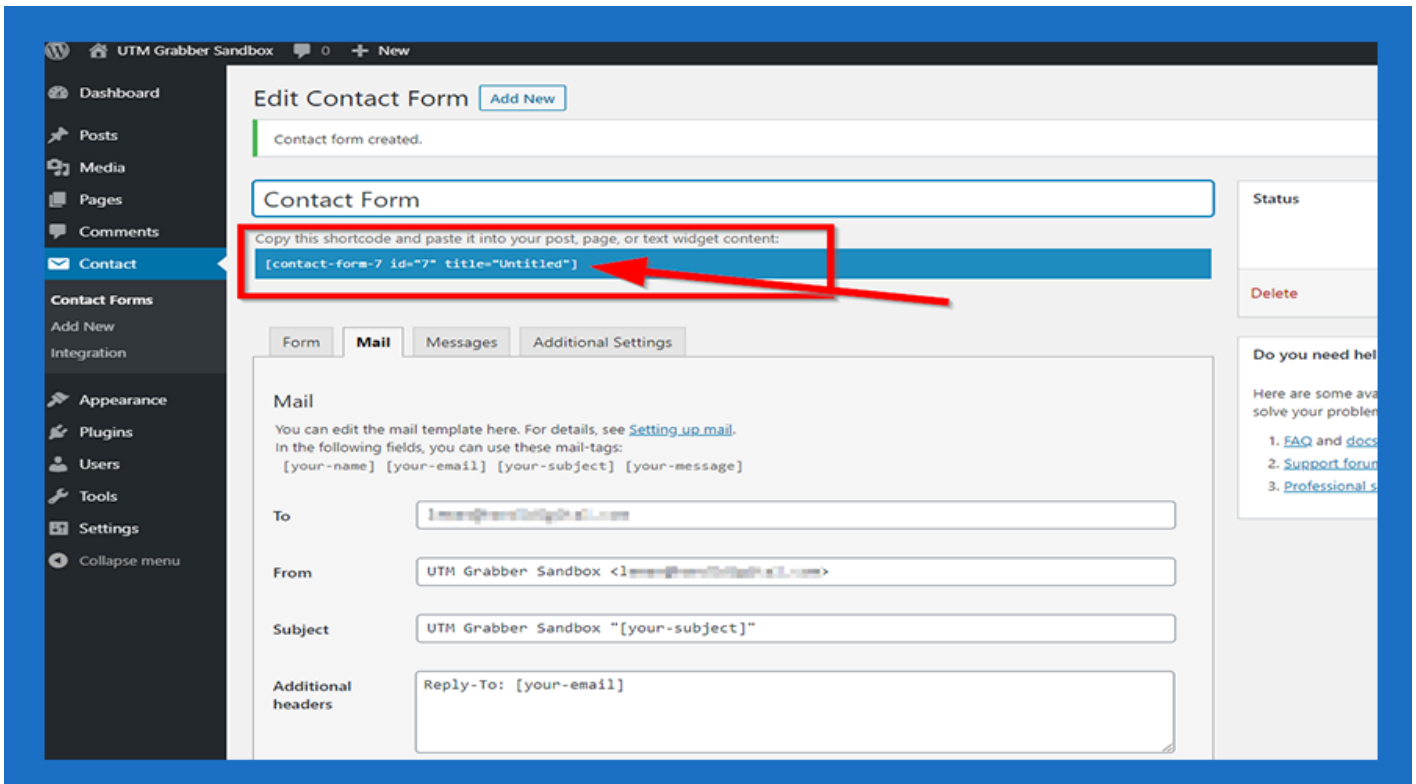 UTM Grabber Sandbox 0 + New
Dashboard
Posts
Media
Pages
Comments
Contact
Contact Forms
Add New
Integration
Appearance
Plugins
Users
Tools
Settings
Collapse menu
Edit Contact Form Add New
Contact form created.
Contact Form
Copy this shortcode and paste it into your post, page, or text widget content:
[contact-form-7 id="7" title="Untitled"]
Form Mail Messages Additional Settings
Mail
You can edit the mail template here. For details, see Setting up mail.
In the following fields, you can use these mail-tags:
[your-name] [your-email] [your-subject] [your-message]
To
From UTM Grabber Sandbox <
Subject UTM Grabber Sandbox "[your-subject]"
Additional Reply-To: [your-email]
headers
Status
Delete
Do you need hel
Here are some ava
solve your problem
1. FAQ and docs
2. Support forum
3. Professional s